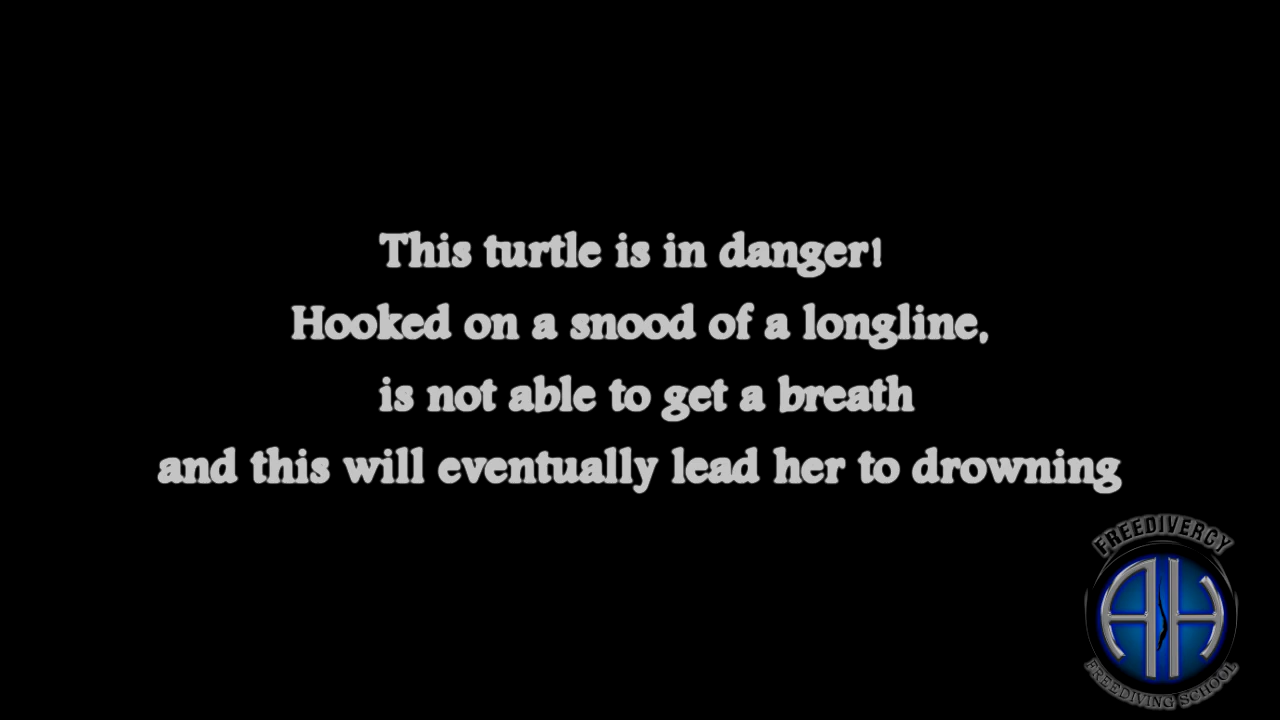 This turtle is in danger!
Hooked on a snood of a longline,
is not able to get a breath
and this will eventually lead her to drowning
FREEDIVERCY
AH
FREEDIVING SCHOOL